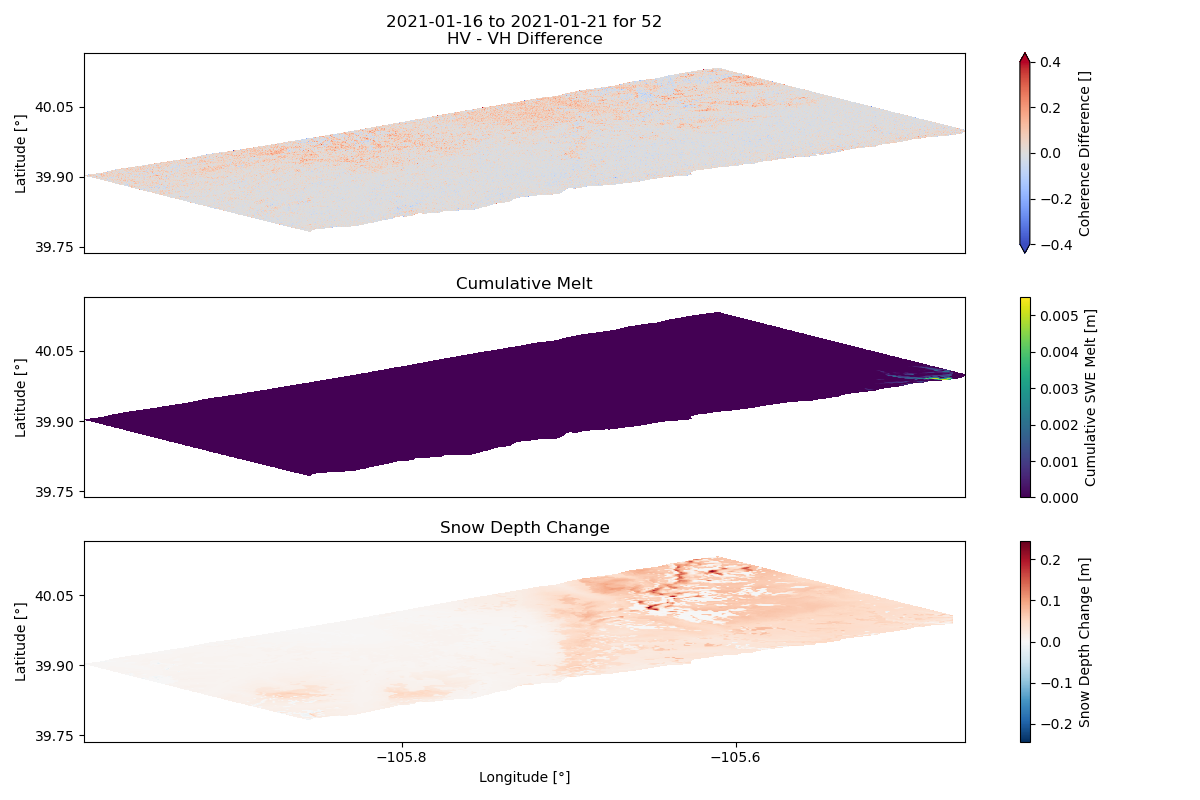 2021-01-16 to 2021-01-21 for 52
HV - VH Difference
Latitude [°]
40.05
39.90
39.75
0.4
0.2
0.0
−0.2
−0.4
Coherence Difference []
Cumulative Melt
Latitude [°]
40.05
39.90
39.75
0.005
0.004
0.003
0.002
0.001
0.000
Cumulative SWE Melt [m]
Snow Depth Change
Latitude [°]
40.05
39.90
39.75
−105.8
−105.6
Longitude [°]
0.2
0.1
0.0
−0.1
−0.2
Snow Depth Change [m]